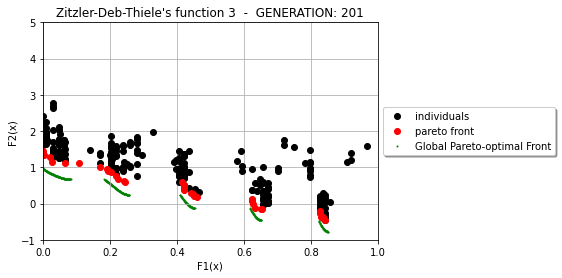 Zitzler-Deb-Thiele's function 3 - GENERATION: 201
5
4
3
2
1
0
−1
F2(x)
0.0 0.2 0.4 0.6 0.8 1.0
F1(x)
individuals
pareto front
Global Pareto-optimal Front